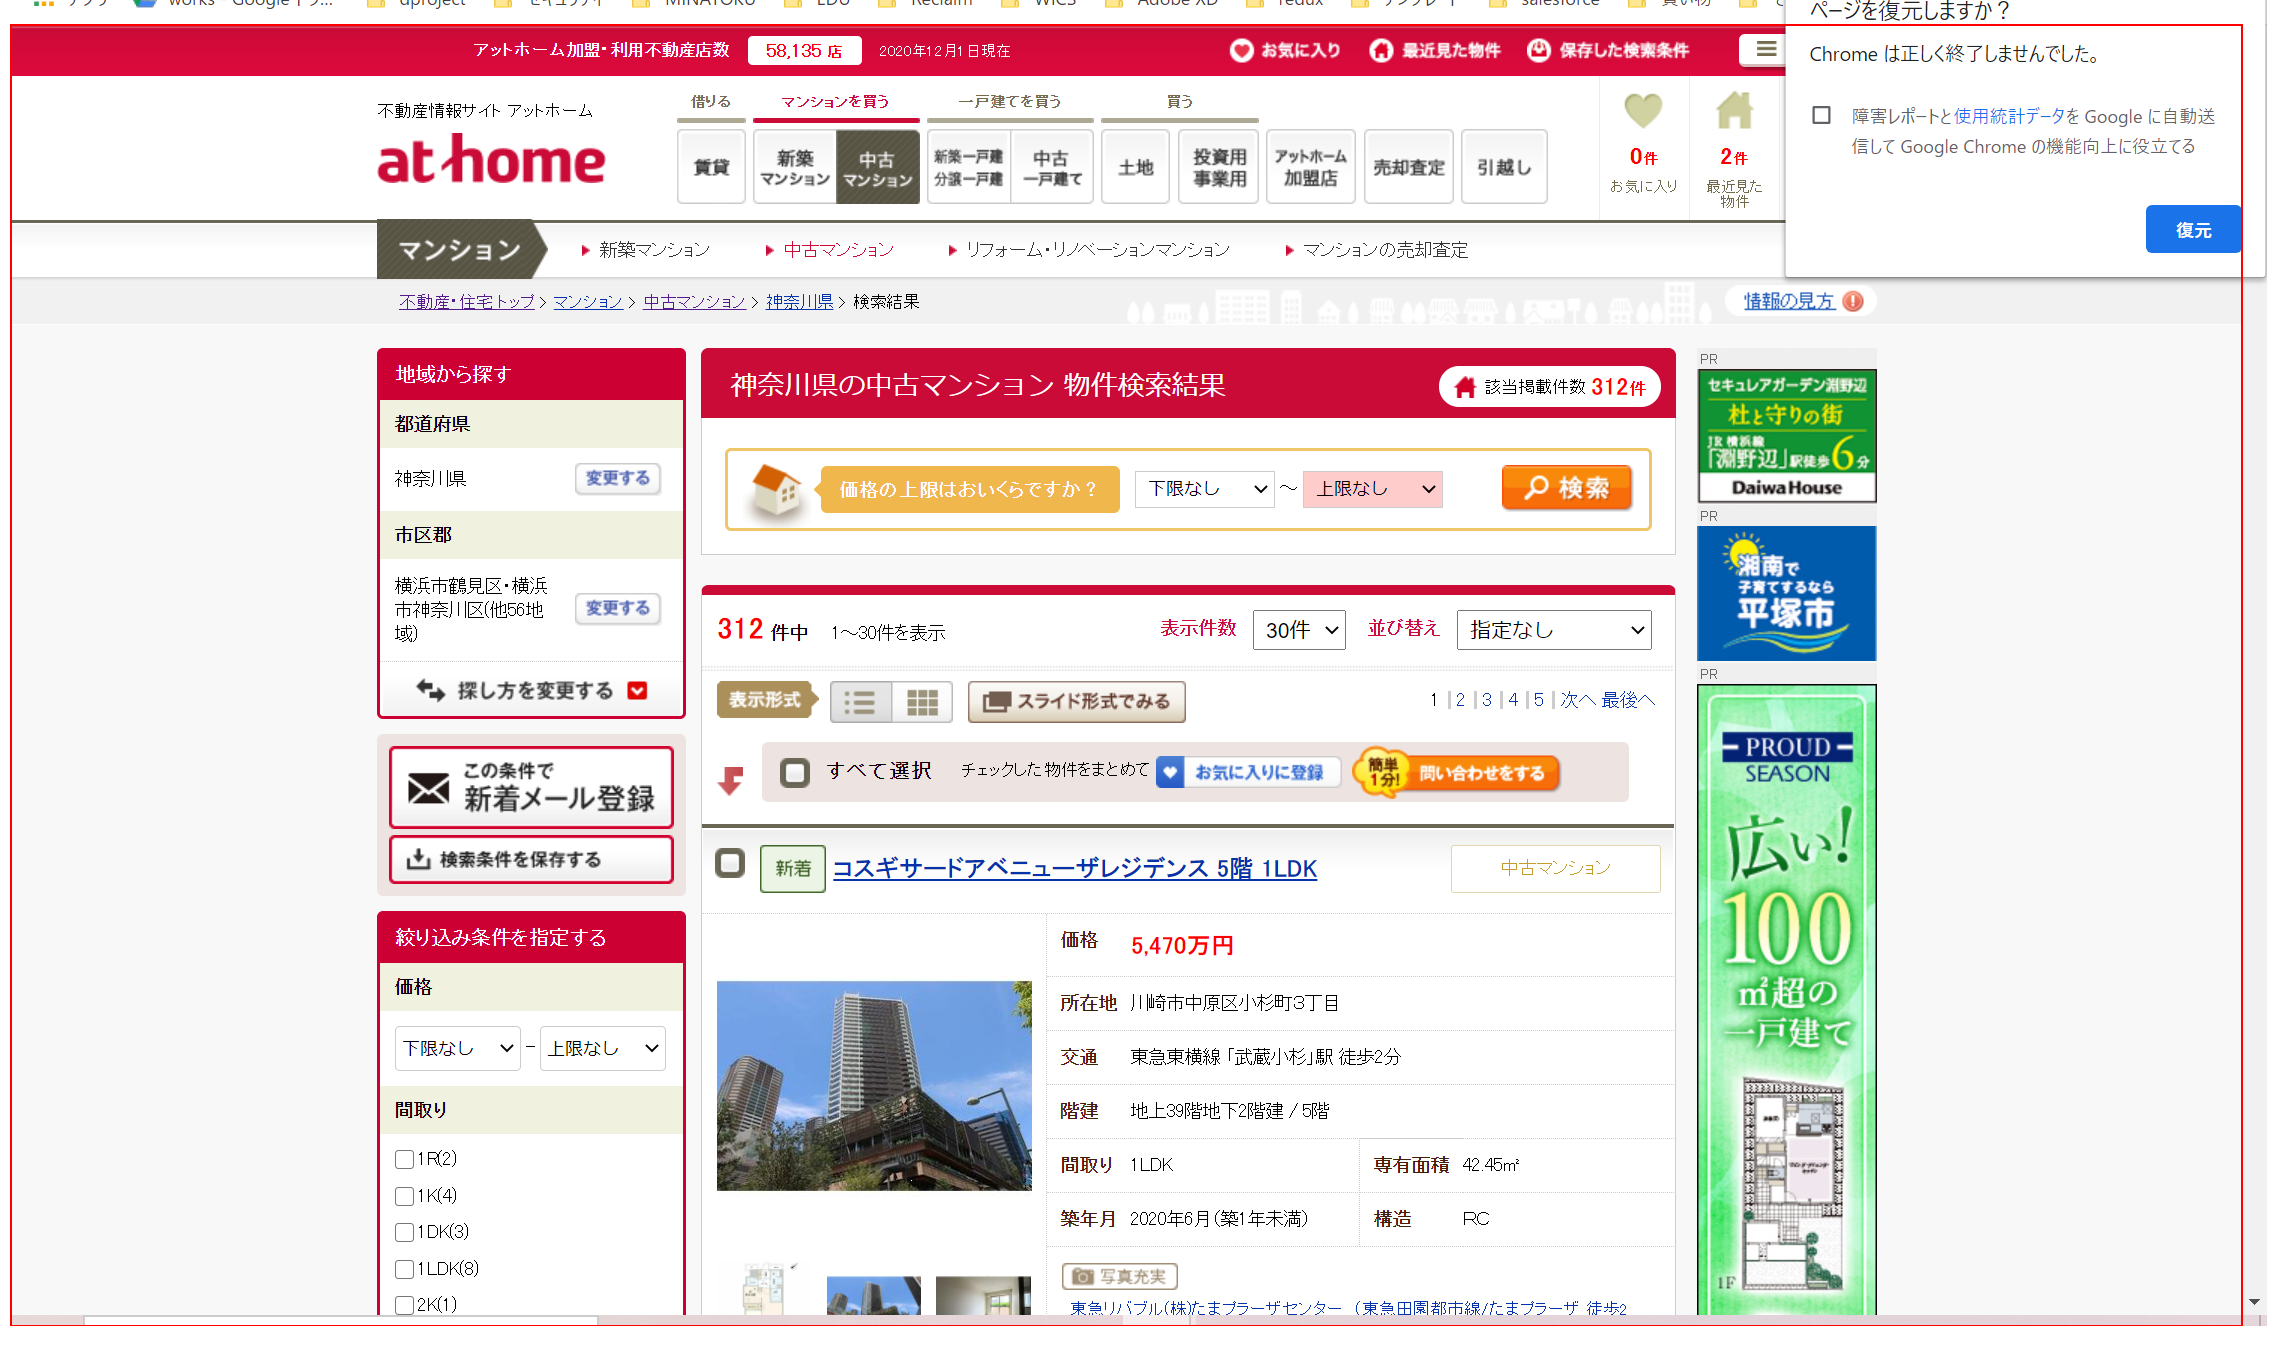 works - Google ドラ...
dproject
セキュリティ
MINATOKU
EDU
Reclaim
WICS
Adobe XD
redux
テンプレート
salesforce
買い物
ページを復元しますか？
Chrome は正しく終了しませんでした。
障害レポートと使用統計データを Google に自動送
信して Google Chrome の機能向上に役立てる
復元
アットホーム加盟・利用不動産店数 58,135 店 2020年12月1日現在
お気に入り 最近見た物件 保存した検索条件
不動産情報サイト アットホーム
at home
借りる マンションを買う 一戸建てを買う 買う
賃貸
新築
マンション
中古
マンション
新築一戸建
分譲一戸建
中古
一戸建て
土地
投資用
事業用
アットホーム
加盟店
売却査定
引越し
0件
お気に入り
2件
最近見た
物件
マンション 新築マンション 中古マンション リフォーム・リノベーションマンション マンションの売却査定
不動産・住宅トップ > マンション > 中古マンション > 神奈川県 > 検索結果
情報の見方
地域から探す
都道府県
神奈川県 変更する
市区郡
横浜市鶴見区・横浜
市神奈川区(他56地
域)
変更する
探し方を変更する
この条件で
新着メール登録
検索条件を保存する
絞り込み条件を指定する
価格
下限なし - 上限なし
間取り
1R(2)
1K(4)
1DK(3)
1LDK(8)
2K(1)
神奈川県の中古マンション 物件検索結果
該当掲載件数 312件
価格の上限はおいくらですか？ 下限なし ～ 上限なし 検索
312 件中 1～30件を表示 表示件数 30件 並び替え 指定なし
表示形式 スライド形式でみる 1 | 2 | 3 | 4 | 5 | 次へ 最後へ
すべて選択 チェックした物件をまとめて お気に入りに登録 簡単
1分! 問い合わせをする
新着 コスギサードアベニューザレジデンス 5階 1LDK 中古マンション
価格 5,470万円
所在地 川崎市中原区小杉町3丁目
交通 東急東横線「武蔵小杉」駅 徒歩2分
階建 地上39階地下2階建 / 5階
間取り 1LDK 専有面積 42.45㎡
築年月 2020年6月(築1年未満) 構造 RC
写真充実
東急リバブル(株)たまプラーザセンター （東急田園都市線/たまプラーザ 徒歩2
PR
セキュレアガーデン淵野辺
杜と守りの街
JR横浜線
「淵野辺」駅徒歩6分
Daiwa House
PR
湘南で
子育てするなら
平塚市
PR
PROUD
SEASON
広い!
100
㎡超の
一戸建て
1F